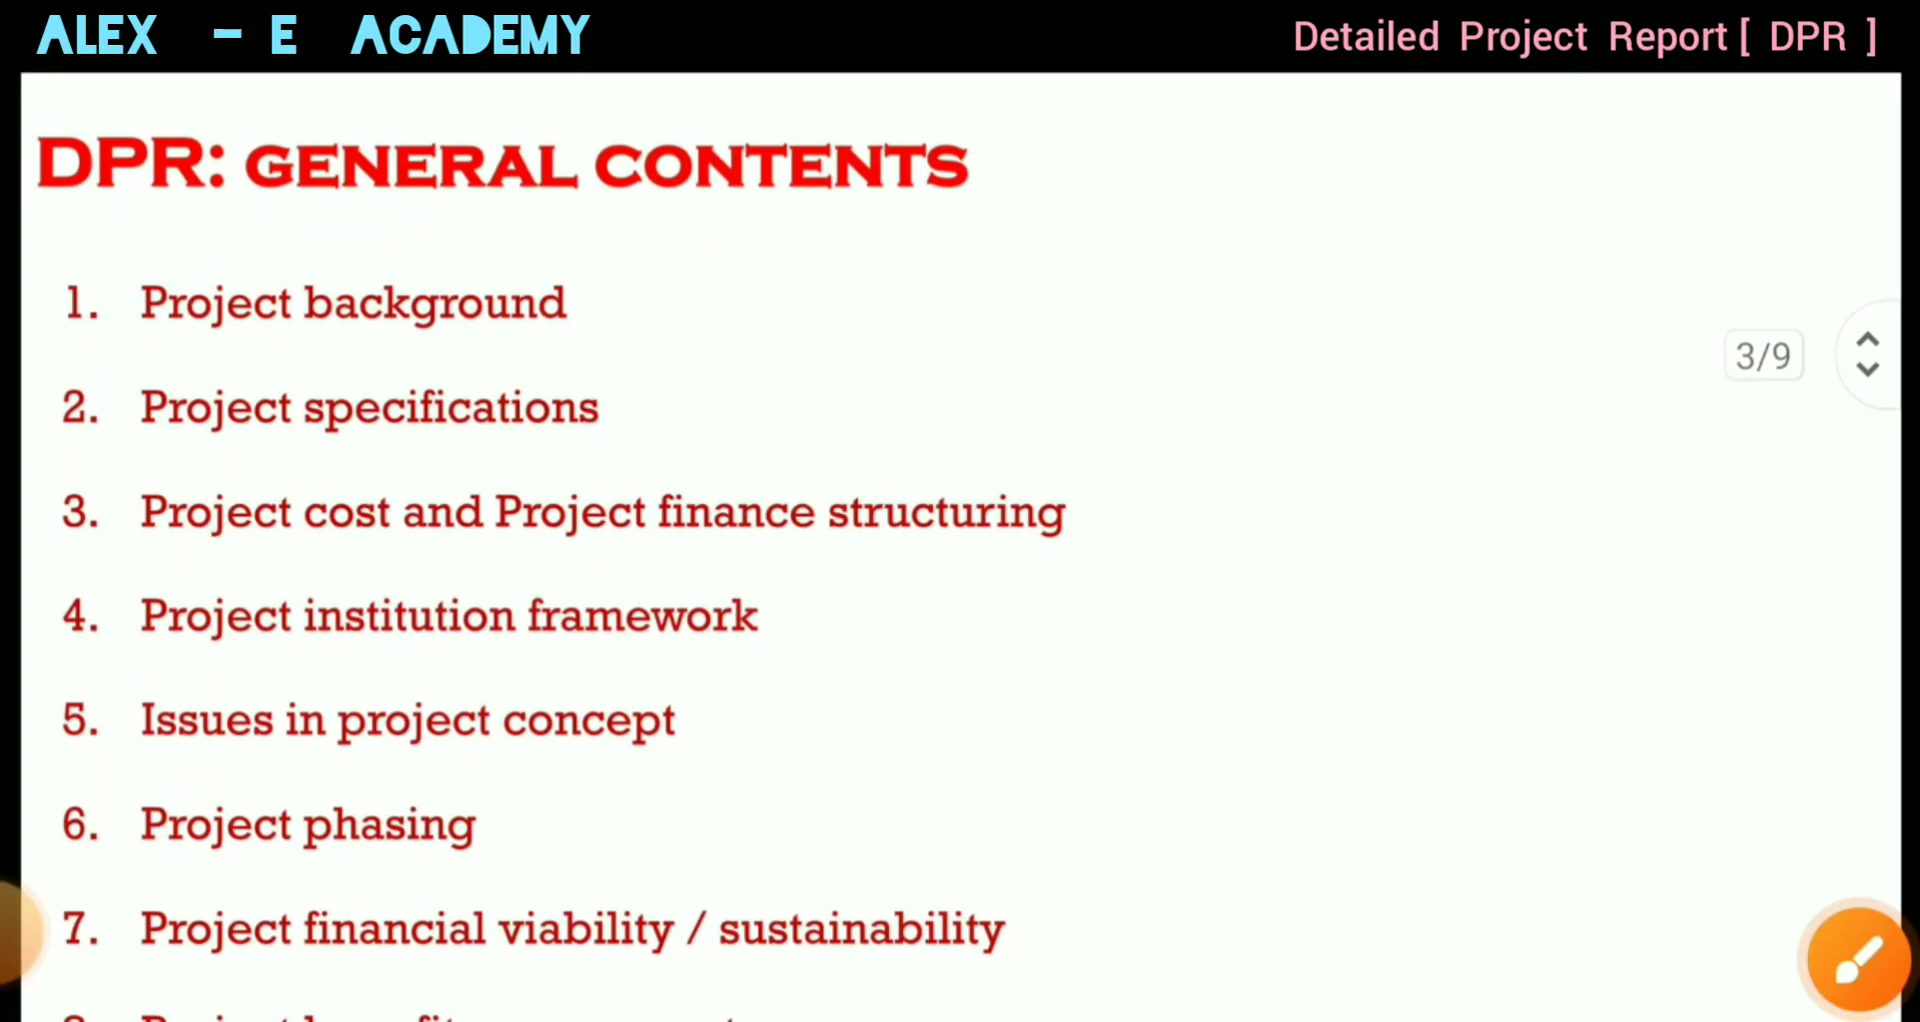 ALEX - E ACADEMY
Detailed Project Report [ DPR ]
DPR: GENERAL CONTENTS
1. Project background
2. Project specifications
3/9
3. Project cost and Project finance structuring
4. Project institution framework
5. Issues in project concept
6. Project phasing
7. Project financial viability / sustainability